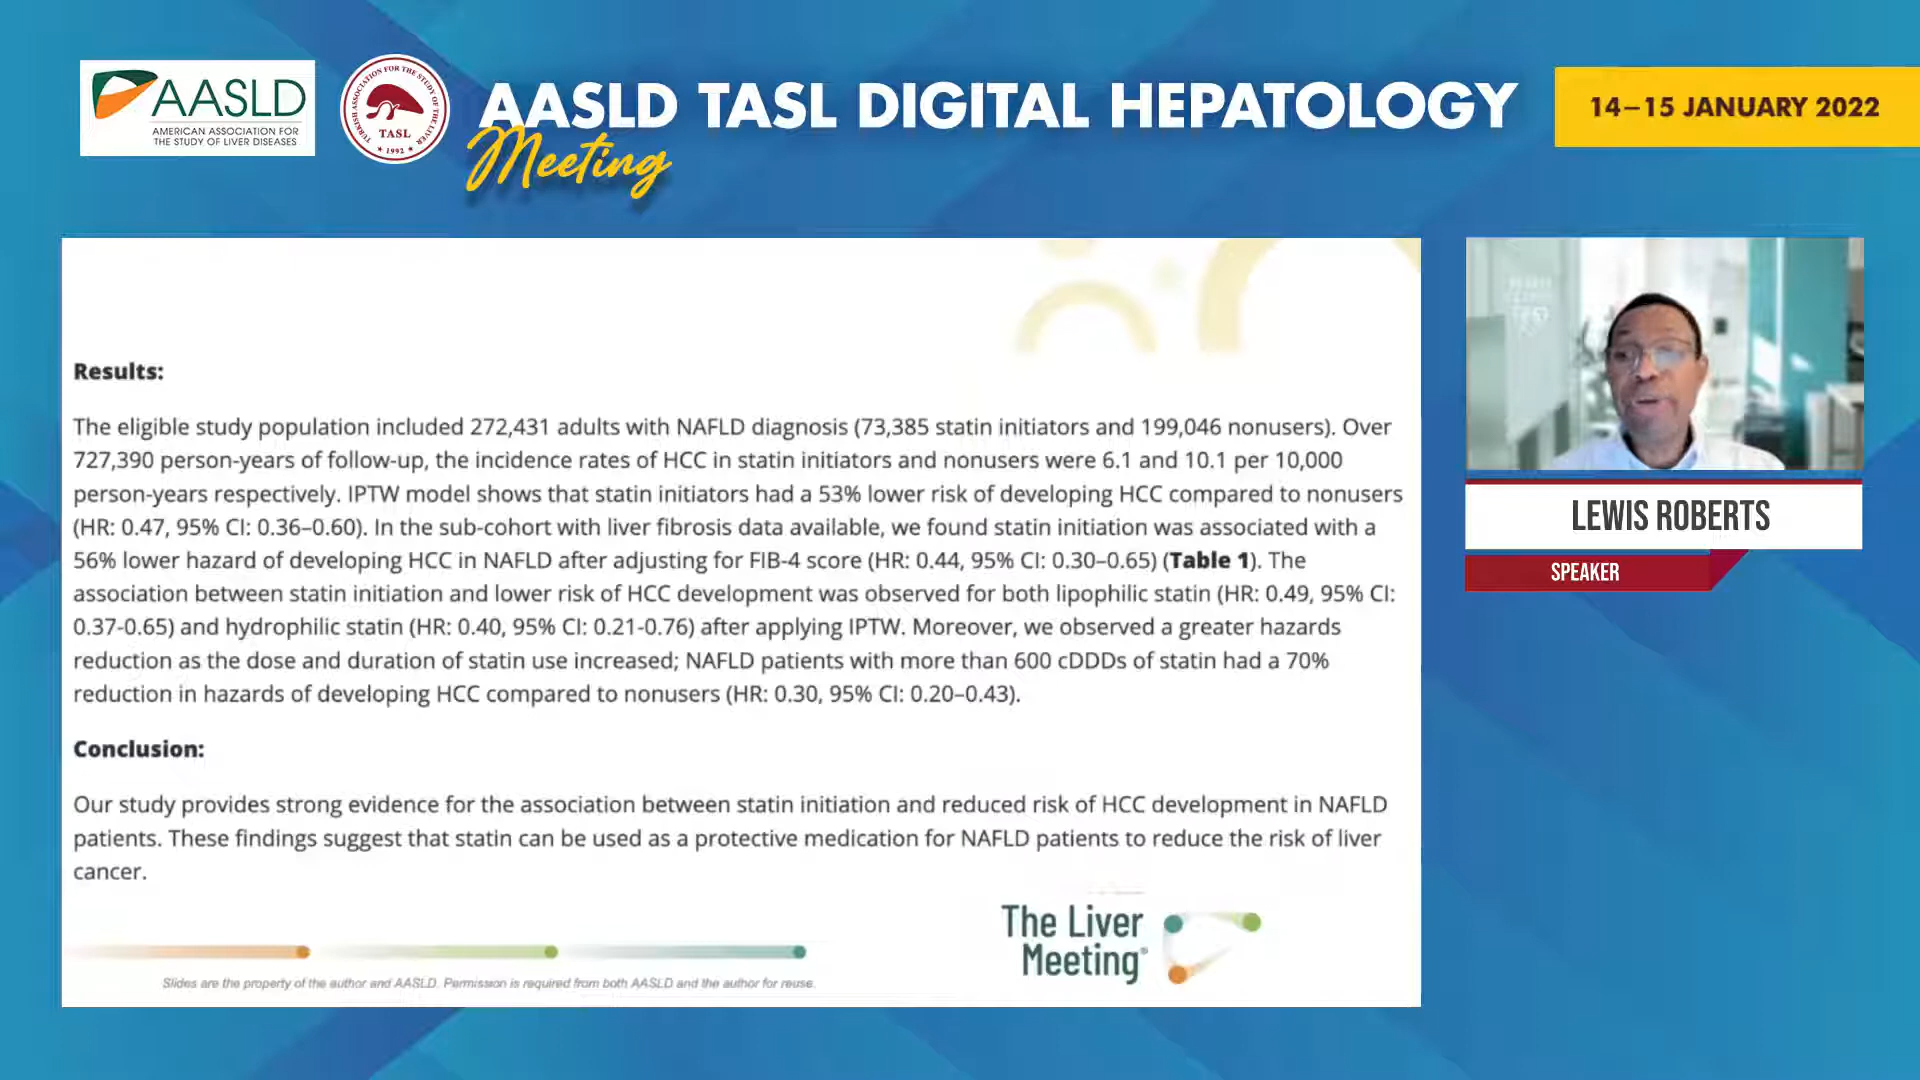 AASLD
AMERICAN ASSOCIATION FOR
THE STUDY OF LIVER DISEASES
TURKISH ASSOCIATION FOR THE STUDY OF THE LIVER
TASL
1992
AASLD TASL DIGITAL HEPATOLOGY
Meeting
14–15 JANUARY 2022
Results:
The eligible study population included 272,431 adults with NAFLD diagnosis (73,385 statin initiators and 199,046 nonusers). Over
727,390 person-years of follow-up, the incidence rates of HCC in statin initiators and nonusers were 6.1 and 10.1 per 10,000
person-years respectively. IPTW model shows that statin initiators had a 53% lower risk of developing HCC compared to nonusers
(HR: 0.47, 95% CI: 0.36–0.60). In the sub-cohort with liver fibrosis data available, we found statin initiation was associated with a
56% lower hazard of developing HCC in NAFLD after adjusting for FIB-4 score (HR: 0.44, 95% CI: 0.30–0.65) (Table 1). The
association between statin initiation and lower risk of HCC development was observed for both lipophilic statin (HR: 0.49, 95% CI:
0.37-0.65) and hydrophilic statin (HR: 0.40, 95% CI: 0.21-0.76) after applying IPTW. Moreover, we observed a greater hazards
reduction as the dose and duration of statin use increased; NAFLD patients with more than 600 cDDDs of statin had a 70%
reduction in hazards of developing HCC compared to nonusers (HR: 0.30, 95% CI: 0.20–0.43).
Conclusion:
Our study provides strong evidence for the association between statin initiation and reduced risk of HCC development in NAFLD
patients. These findings suggest that statin can be used as a protective medication for NAFLD patients to reduce the risk of liver
cancer.
The Liver
Meeting®
Slides are the property of the author and AASLD. Permission is required from both AASLD and the author for reuse.
LEWIS ROBERTS
SPEAKER